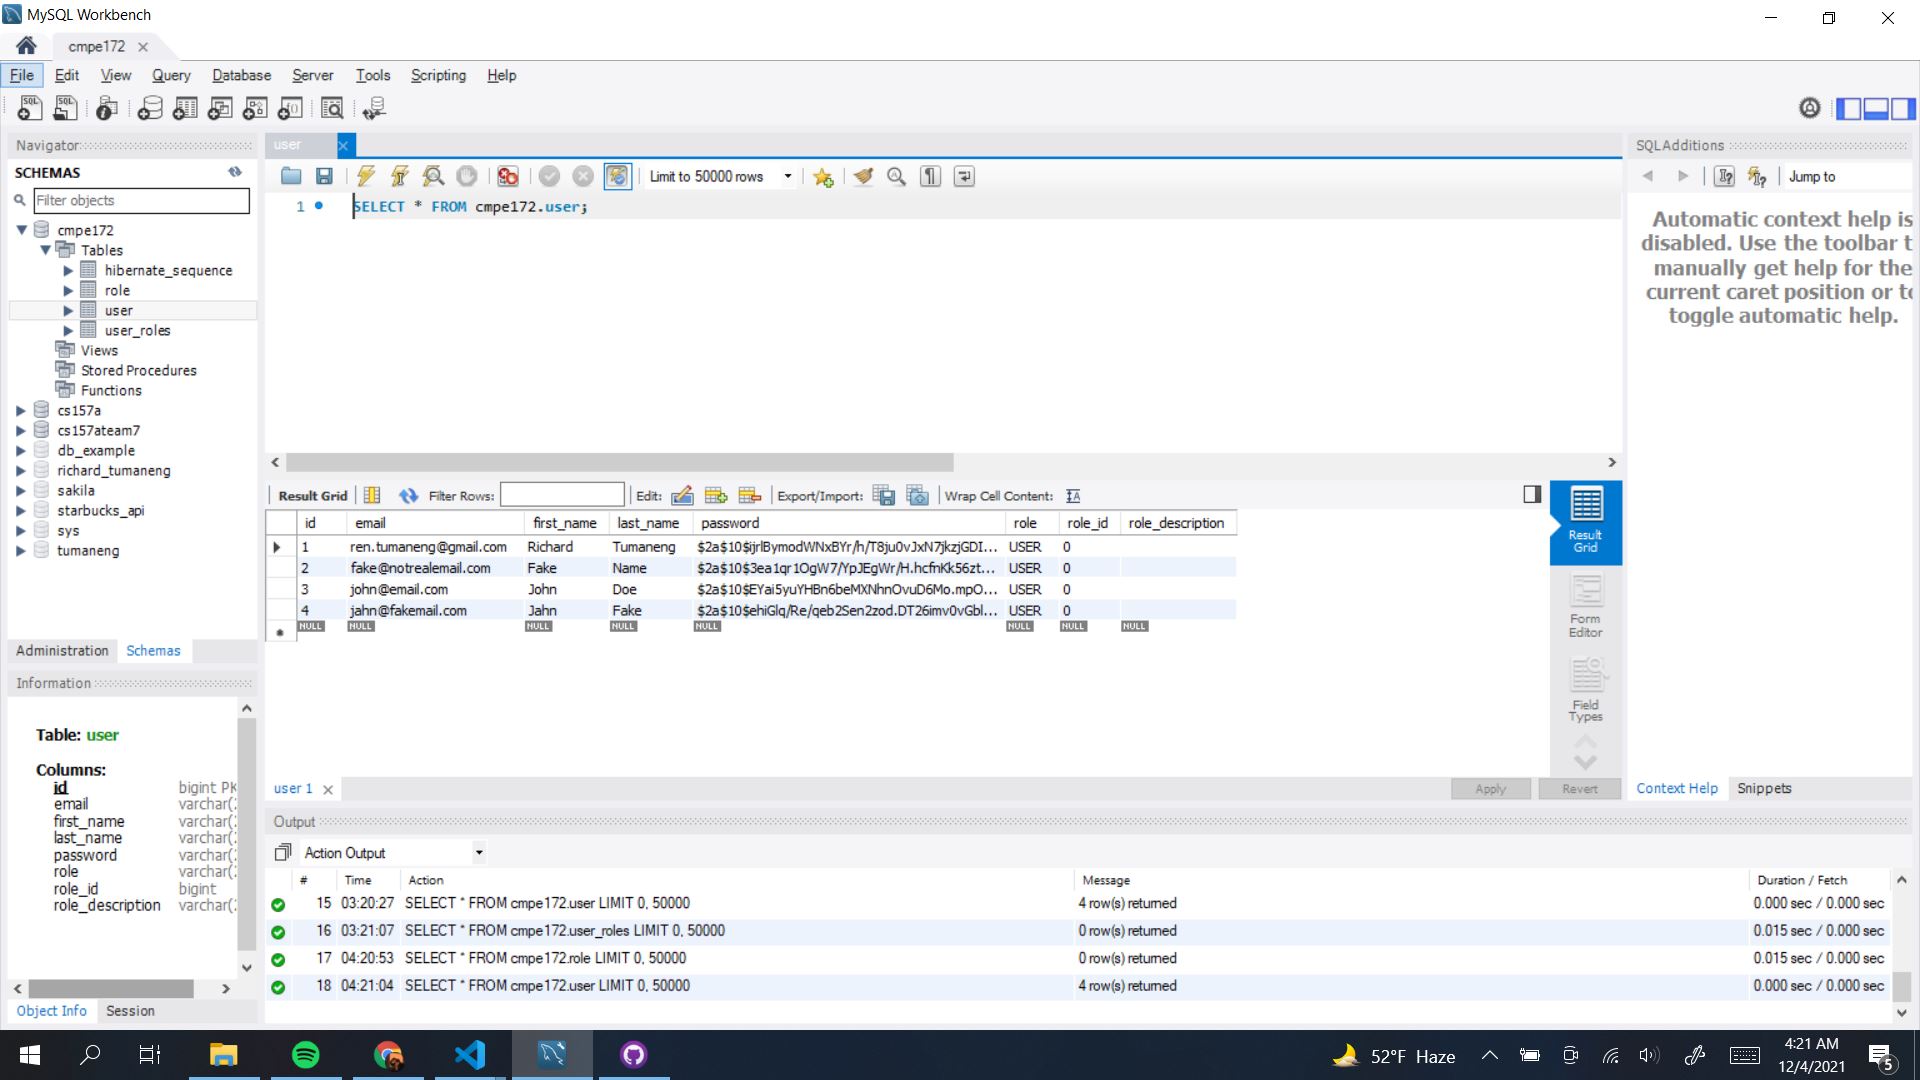 MySQL Workbench
cmpe172
File Edit View Query Database Server Tools Scripting Help
Navigator
SCHEMAS
Filter objects
cmpe172
Tables
hibernate_sequence
role
user
user_roles
Views
Stored Procedures
Functions
cs157a
cs157ateam7
db_example
richard_tumaneng
sakila
starbucks_api
sys
tumaneng
Administration Schemas
Information
Table: user
Columns:
id bigint PK
email varchar(
first_name varchar(
last_name varchar(
password varchar(
role varchar(
role_id bigint
role_description varchar(
Object Info Session
user
Limit to 50000 rows
1 SELECT * FROM cmpe172.user;
Result Grid Filter Rows: Edit: Export/Import: Wrap Cell Content:
id email first_name last_name password role role_id role_description
1 ren.tumaneng@gmail.com Richard Tumaneng $2a$10$ijrlBymodWNxBYr/h/T8ju0vJxN7jkzjGDI... USER 0
2 fake@notrealemail.com Fake Name $2a$10$3ea1qr1OgW7/YpJEgWr/H.hcfnKk56zt... USER 0
3 john@email.com John Doe $2a$10$EYai5yuYHBn6beMXNhnOvuD6Mo.mpO... USER 0
4 jahn@fakemail.com Jahn Fake $2a$10$ehiGlq/Re/qeb2Sen2zod.DT26imv0vGbl... USER 0
NULL NULL NULL NULL NULL NULL NULL NULL
Result Grid
Form Editor
Field Types
user 1
Apply Revert
Output
Action Output
# Time Action Message Duration / Fetch
15 03:20:27 SELECT * FROM cmpe172.user LIMIT 0, 50000 4 row(s) returned 0.000 sec / 0.000 sec
16 03:21:07 SELECT * FROM cmpe172.user_roles LIMIT 0, 50000 0 row(s) returned 0.015 sec / 0.000 sec
17 04:20:53 SELECT * FROM cmpe172.role LIMIT 0, 50000 0 row(s) returned 0.015 sec / 0.000 sec
18 04:21:04 SELECT * FROM cmpe172.user LIMIT 0, 50000 4 row(s) returned 0.000 sec / 0.000 sec
SQLAdditions
Jump to
Automatic context help is
disabled. Use the toolbar t
manually get help for the
current caret position or to
toggle automatic help.
Context Help Snippets
52°F Haze
4:21 AM
12/4/2021
5